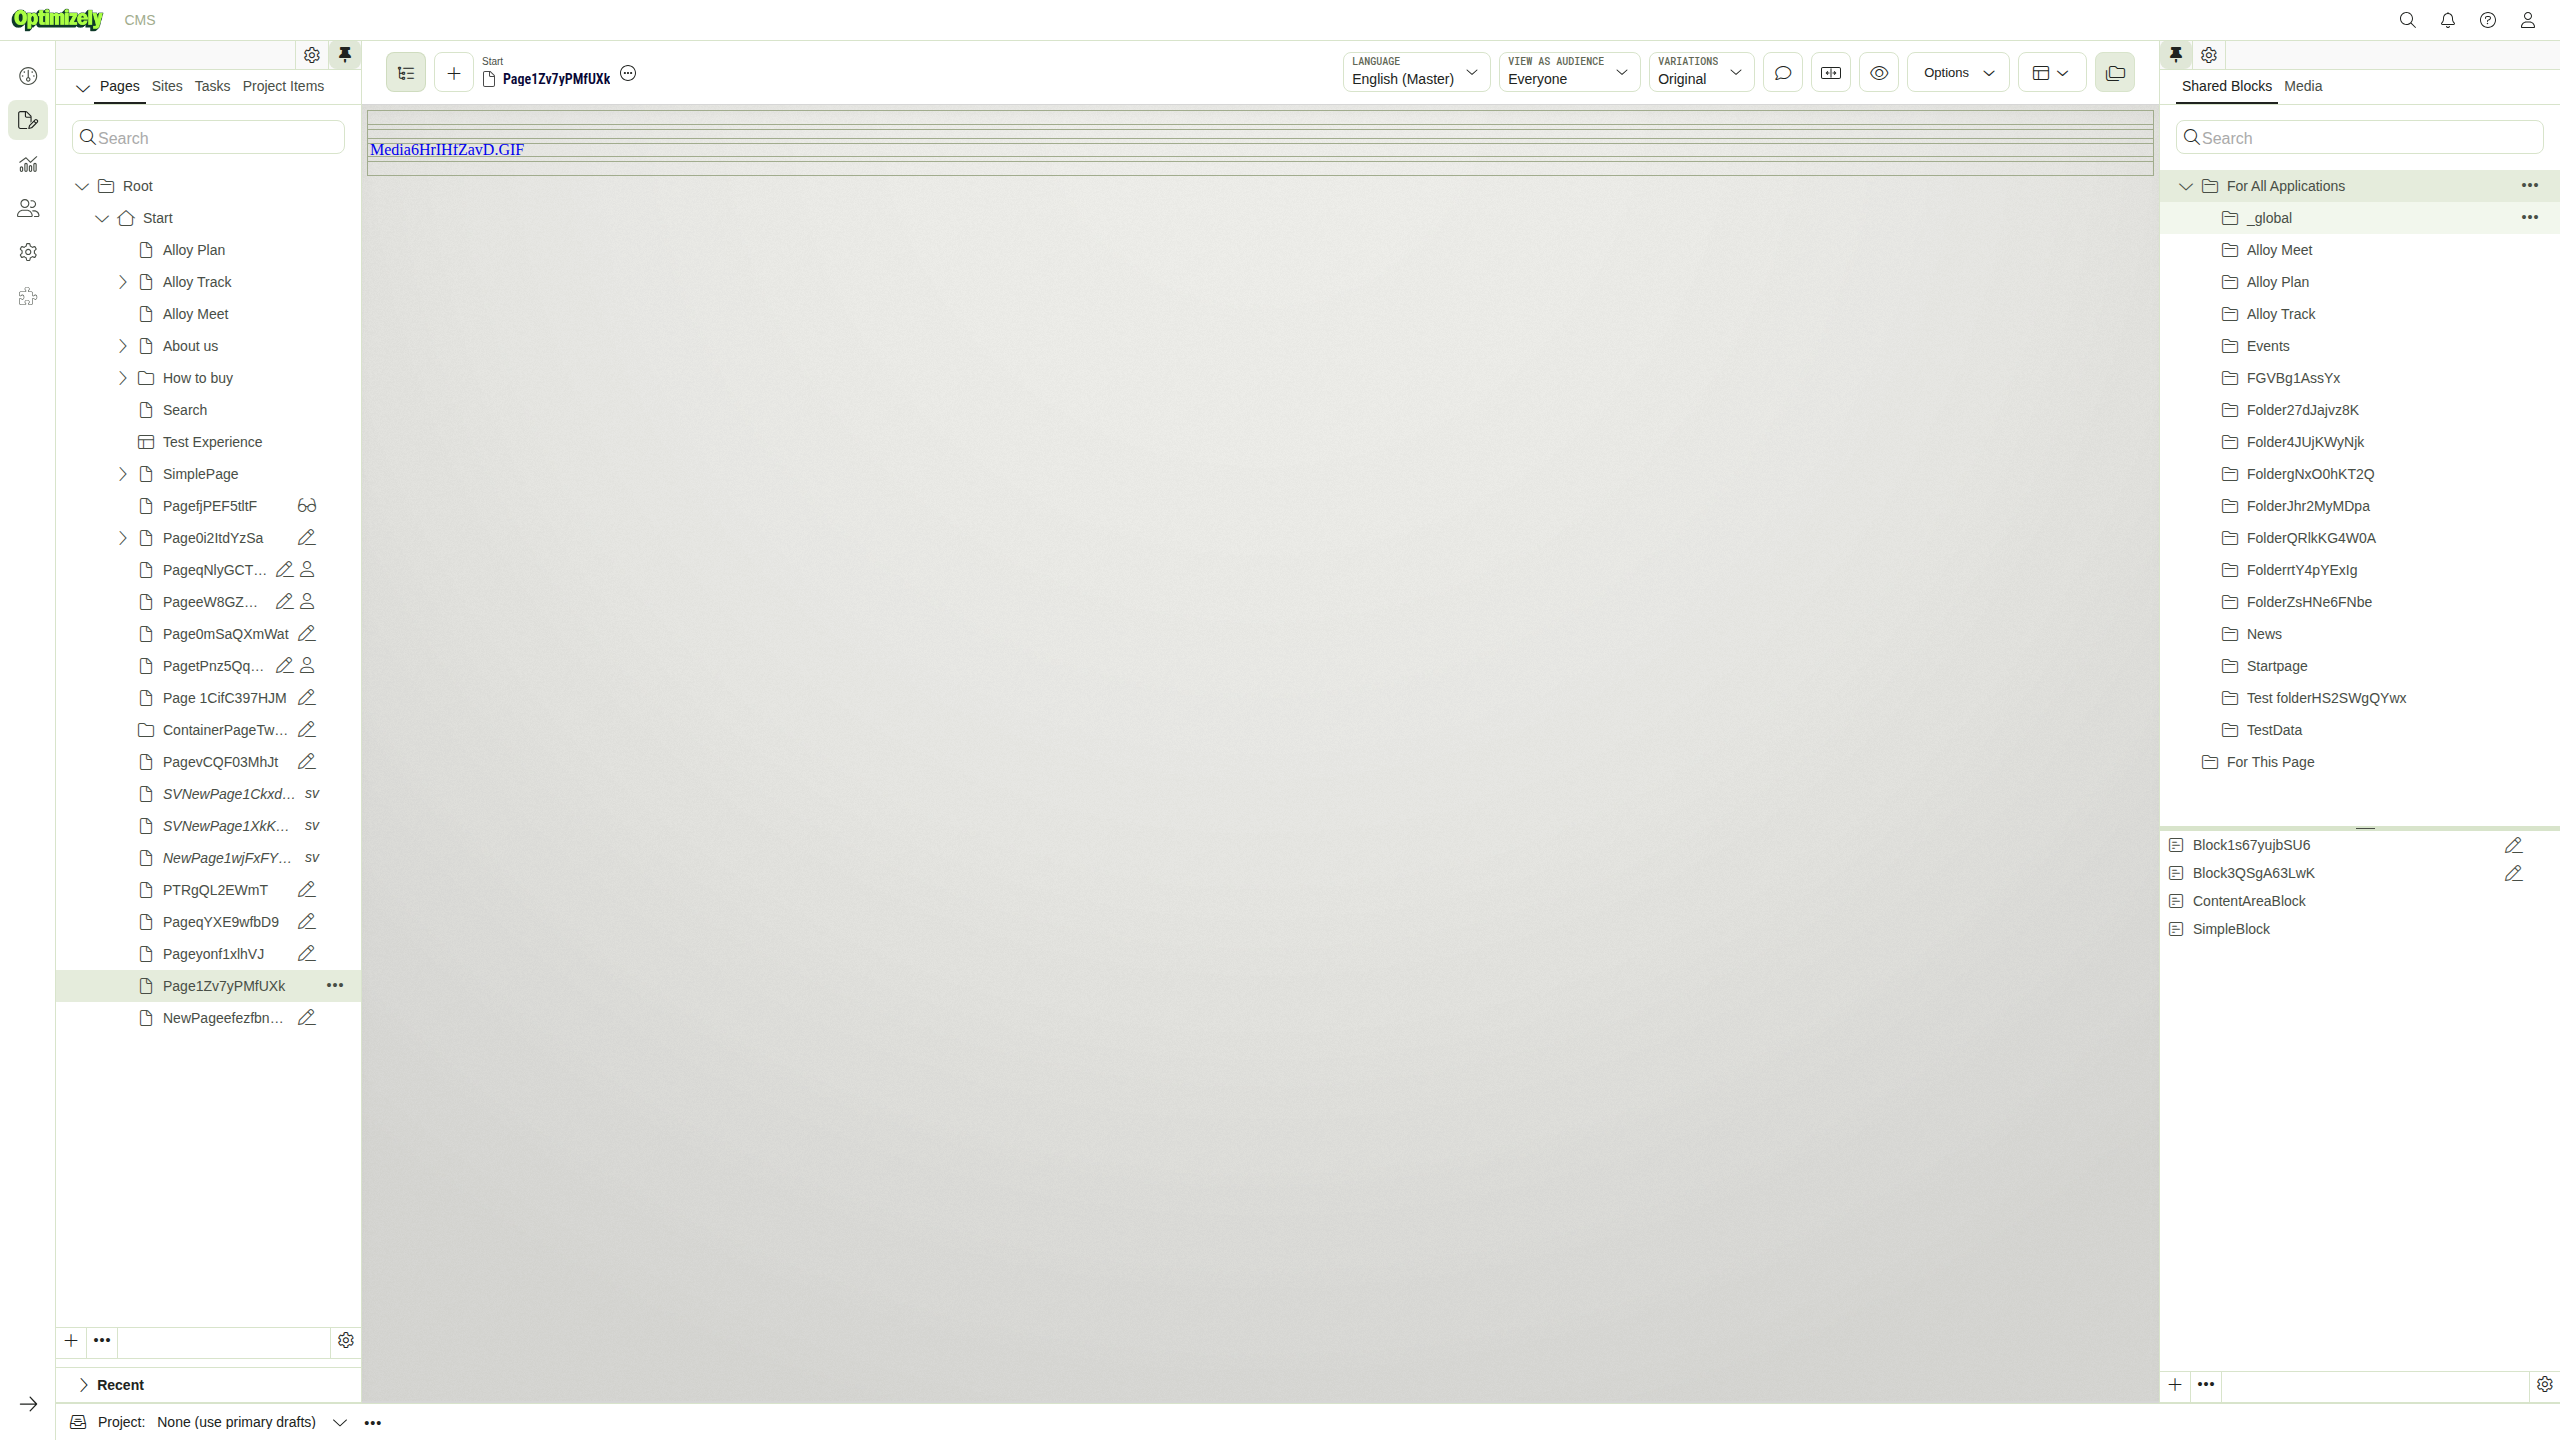 Optimizely CMS
Pages Sites Tasks Project Items
Search
Root
Start
Alloy Plan
Alloy Track
Alloy Meet
About us
How to buy
Search
Test Experience
SimplePage
PagefjPEF5tltF
Page0i2ItdYzSa
PageqNlyGCT…
PageeW8GZ…
Page0mSaQXmWat
PagetPnz5Qq…
Page 1CifC397HJM
ContainerPageTw…
PagevCQF03MhJt
SVNewPage1Ckxd… sv
SVNewPage1XkK… sv
NewPage1wjFxFY… sv
PTRgQL2EWmT
PageqYXE9wfbD9
Pageyonf1xlhVJ
Page1Zv7yPMfUXk
NewPageefezfbn…
Recent
Project: None (use primary drafts)
Start
Page1Zv7yPMfUXk
LANGUAGE
English (Master)
VIEW AS AUDIENCE
Everyone
VARIATIONS
Original
Options
Media6HrIHfZavD.GIF
Shared Blocks Media
Search
For All Applications
_global
Alloy Meet
Alloy Plan
Alloy Track
Events
FGVBg1AssYx
Folder27dJajvz8K
Folder4JUjKWyNjk
FoldergNxO0hKT2Q
FolderJhr2MyMDpa
FolderQRlkKG4W0A
FolderrtY4pYExIg
FolderZsHNe6FNbe
News
Startpage
Test folderHS2SWgQYwx
TestData
For This Page
Block1s67yujbSU6
Block3QSgA63LwK
ContentAreaBlock
SimpleBlock